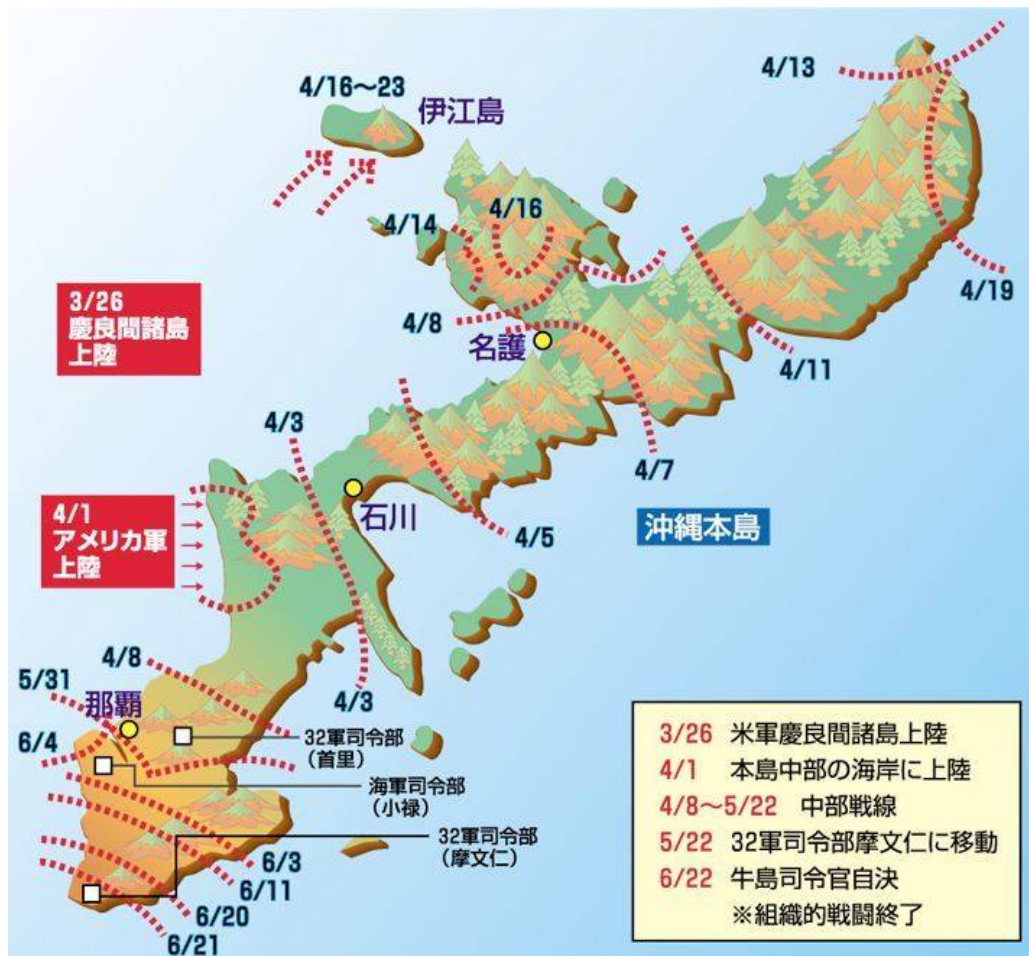 4/13
4/16～23
伊江島
4/16
4/14
4/19
3/26
慶良間諸島
上陸
4/8
名護
4/11
4/3
4/7
石川
4/1
アメリカ軍
上陸
4/5
沖縄本島
4/8
5/31
那覇
4/3
6/4
32軍司令部
（首里）
海軍司令部
（小禄）
32軍司令部
（摩文仁）
6/3
6/11
6/20
6/21
3/26 米軍慶良間諸島上陸
4/1 本島中部の海岸に上陸
4/8～5/22 中部戦線
5/22 32軍司令部摩文仁に移動
6/22 牛島司令官自決
※組織的戦闘終了